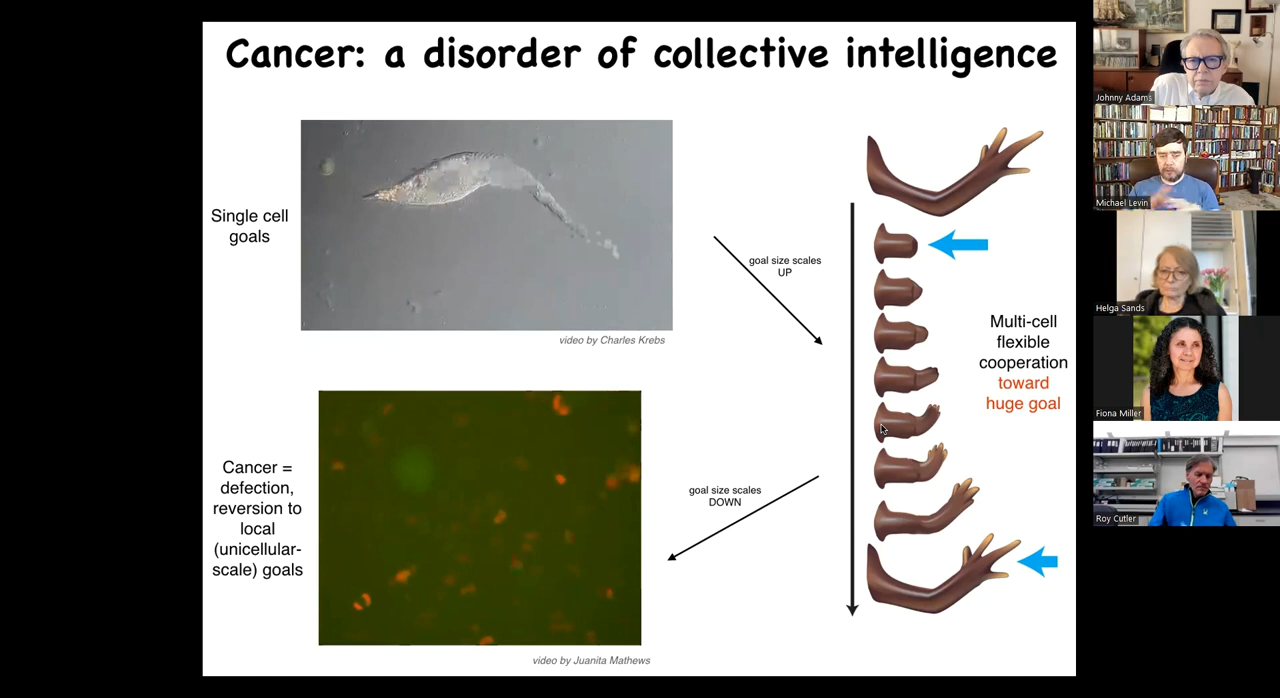 Cancer: a disorder of collective intelligence
Single cell
goals
video by Charles Krebs
goal size scales
UP
Multi-cell
flexible
cooperation
toward
huge goal
Cancer =
defection,
reversion to
local
(unicellular-
scale) goals
goal size scales
DOWN
video by Juanita Mathews
Johnny Adams
Michael Levin
Helga Sands
Fiona Miller
Roy Cutler